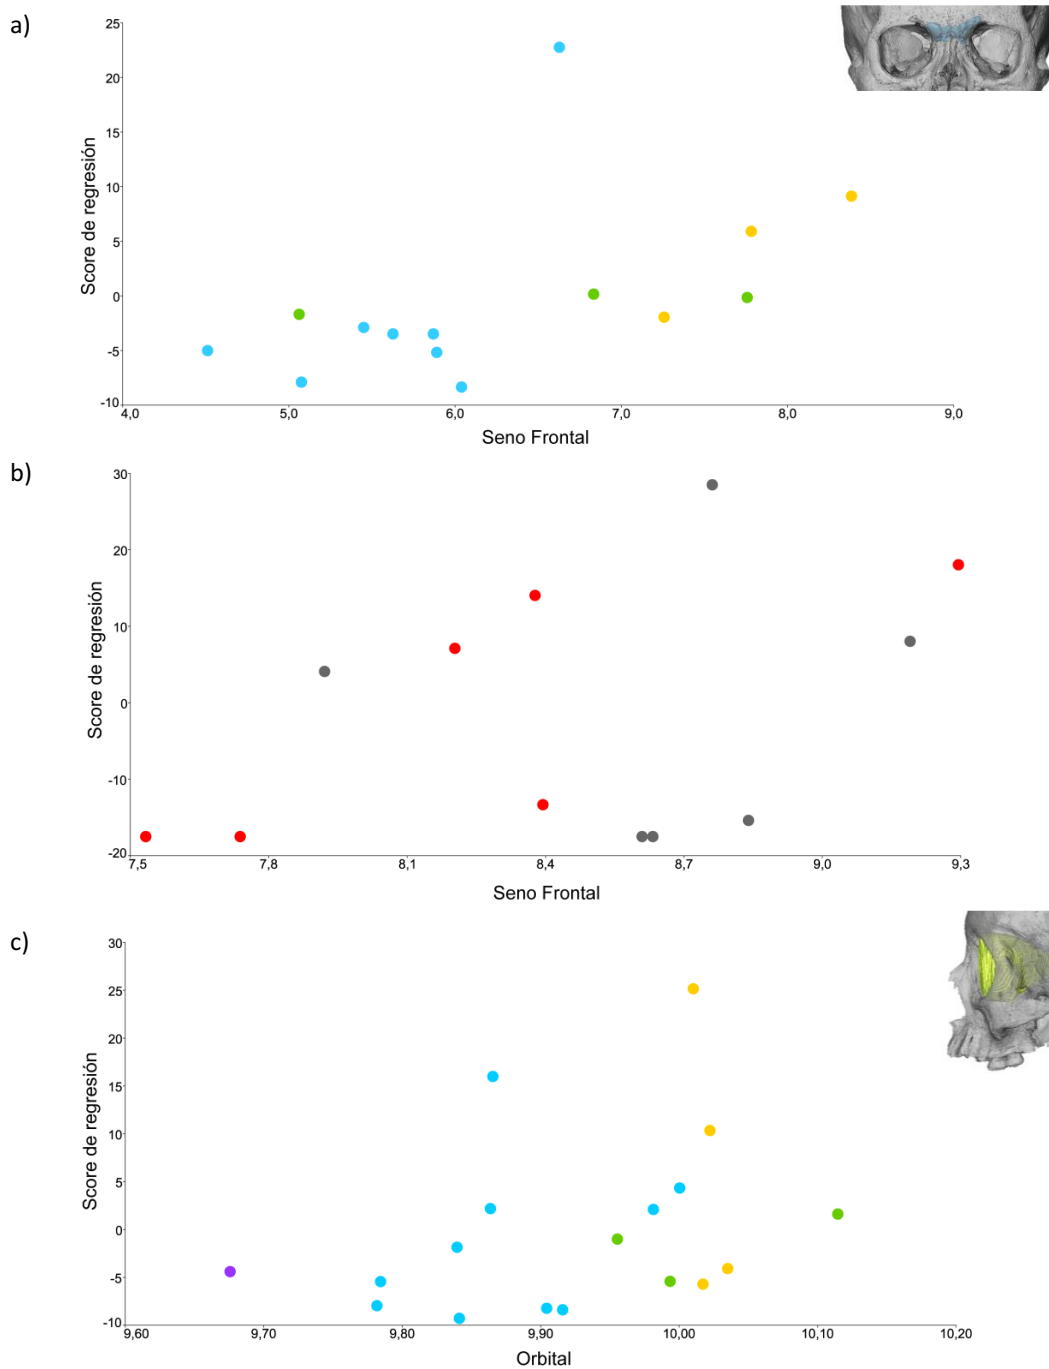 a)
25
20
15
10
5
0
-5
-10
Score de regresión
4,0 5,0 6,0 7,0 8,0 9,0
Seno Frontal
b)
30
20
10
0
-10
-20
Score de regresión
7,5 7,8 8,1 8,4 8,7 9,0 9,3
Seno Frontal
c)
30
25
20
15
10
5
0
-5
-10
Score de regresión
9,60 9,70 9,80 9,90 10,00 10,10 10,20
Orbital